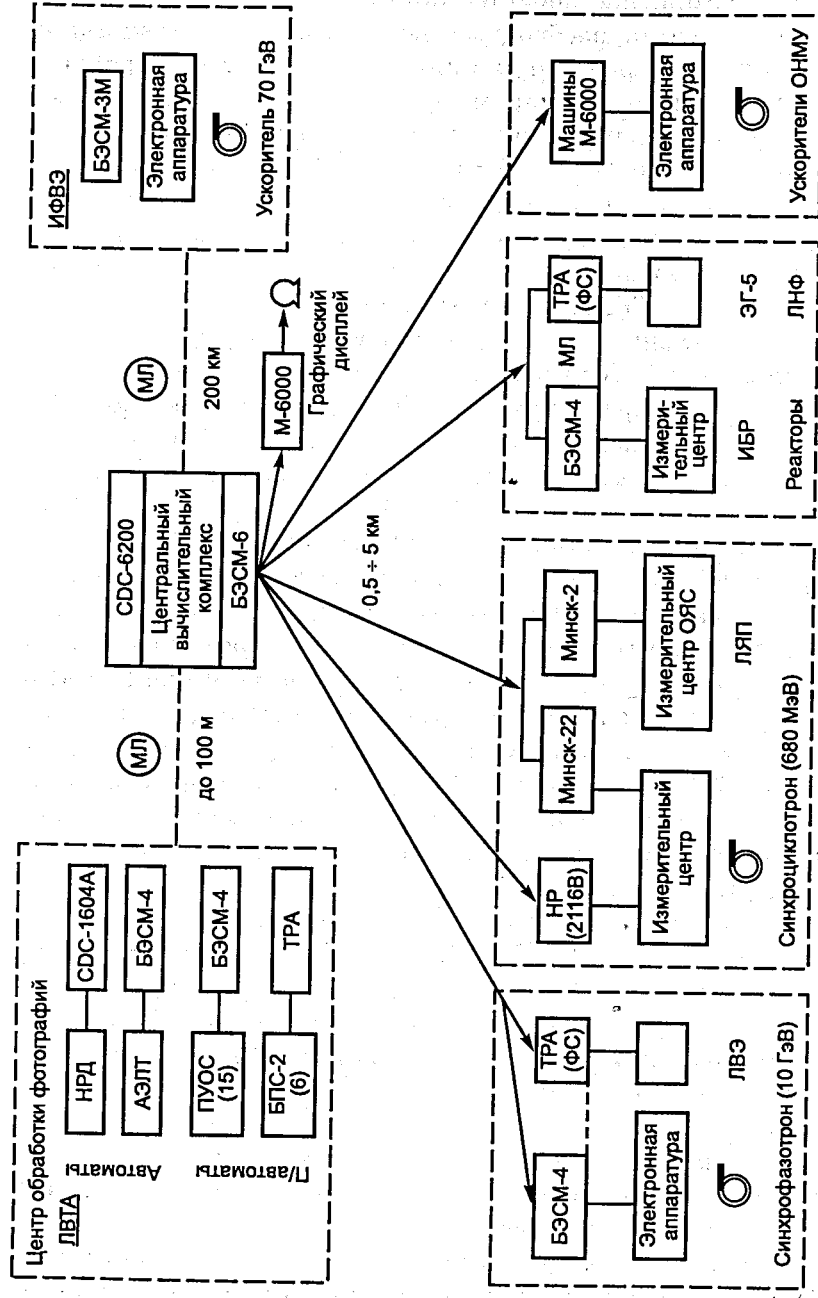 Центр обработки фотографий
ЛВТА
Автоматы
НРД
CDC-1604А
АЭЛТ
БЭСМ-4
П/автоматы
ПУОС
(15)
БЭСМ-4
БПС-2
(6)
ТРА
МЛ
до 100 м
CDC-6200
Центральный
вычислительный
комплекс
БЭСМ-6
МЛ
200 км
ИФВЭ
БЭСМ-3М
Электронная
аппаратура
Ускоритель 70 ГэВ
М-6000
Графический
дисплей
0,5 ÷ 5 км
БЭСМ-4
ТРА
(ФС)
Электронная
аппаратура
ЛВЭ
Синхрофазотрон (10 ГэВ)
НР
(2116В)
Минск-22
Минск-2
Измерительный
центр
Измерительный
центр ОЯС
ЛЯП
Синхроциклотрон (680 МэВ)
БЭСМ-4
МЛ
ТРА
(ФС)
Измери-
тельный
центр
ИБР
ЭГ-5
Реакторы
ЛНФ
Машины
М-6000
Электронная
аппаратура
Ускорители ОНМУ